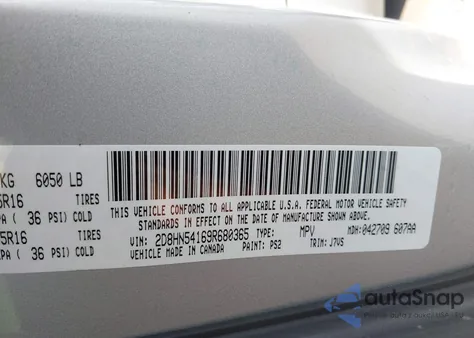 KG 6050 LB
5R16 TIRES
PA ( 36 PSI) COLD
5R16 TIRES
PA ( 36 PSI) COLD
THIS VEHICLE CONFORMS TO ALL APPLICABLE U.S.A. FEDERAL MOTOR VEHICLE SAFETY
STANDARDS IN EFFECT ON THE DATE OF MANUFACTURE SHOWN ABOVE.
VIN: 2D8HN54169R680365 TYPE: MPV MDH: 042709 607AA
VEHICLE MADE IN CANADA PAINT: PS2 TRIM: J7VS
autaSnap